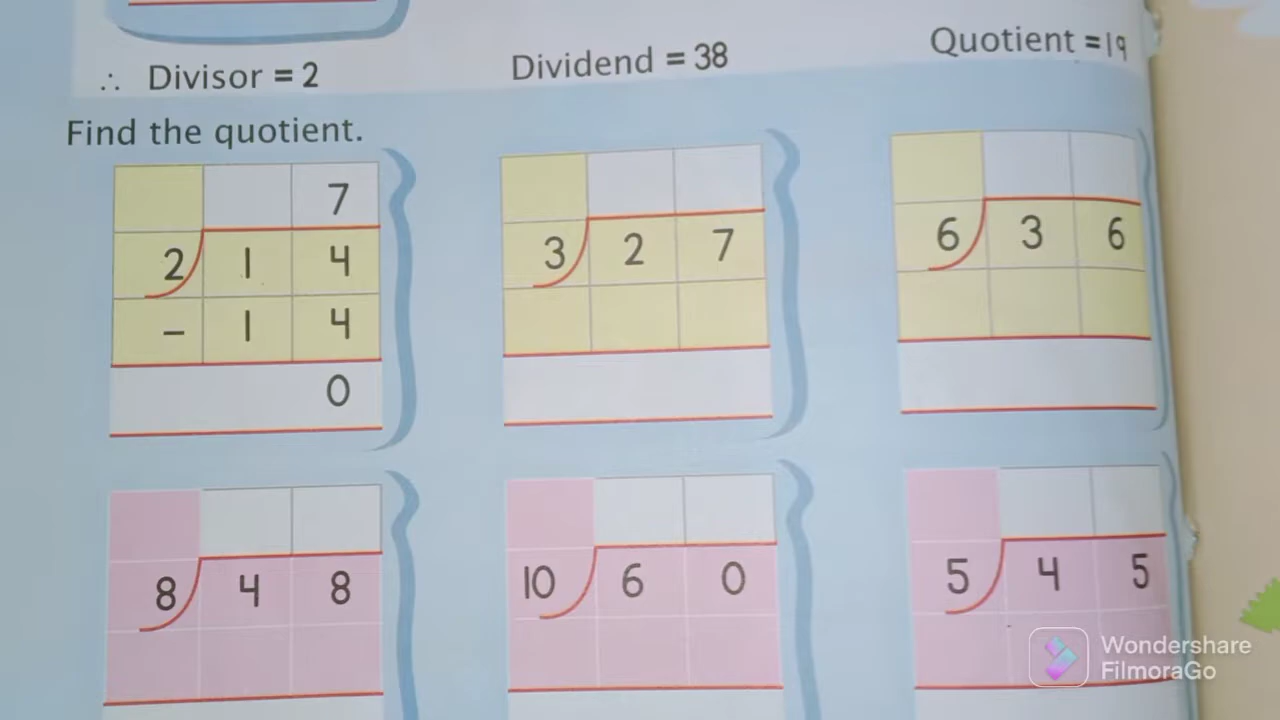 ∴ Divisor = 2
Dividend = 38
Quotient = 19
Find the quotient.
7
2 1 4
- 1 4
0
3 2 7
6 3 6
8 4 8
10 6 0
5 4 5
Wondershare
FilmoraGo